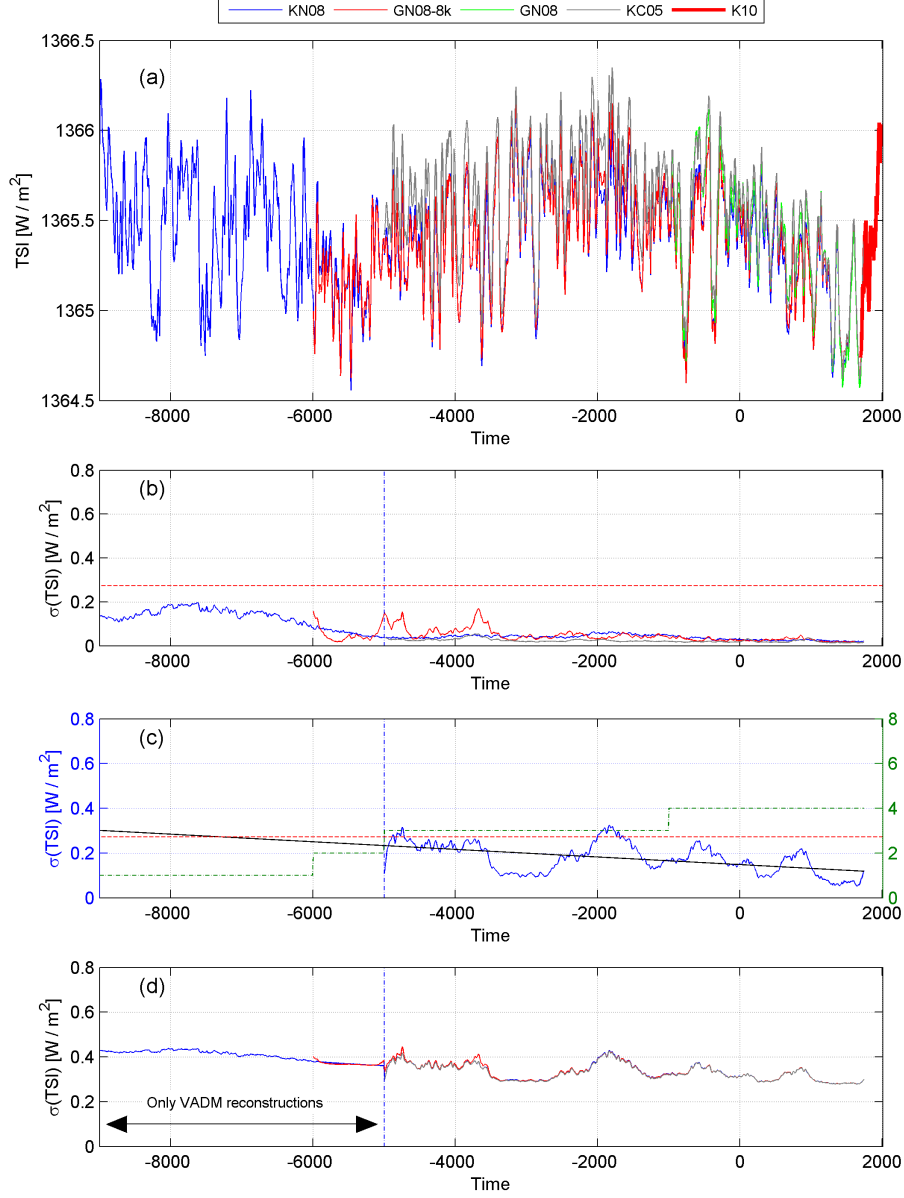 KN08 GN08-8k GN08 KC05 K10
(a)
TSI [W / m²]
1366.5
1366
1365.5
1365
1364.5
-8000 -6000 -4000 -2000 0 2000
Time
(b)
σ(TSI) [W / m²]
0.8
0.6
0.4
0.2
0
-8000 -6000 -4000 -2000 0 2000
Time
(c)
σ(TSI) [W / m²]
0.8 8
0.6 6
0.4 4
0.2 2
0 0
-8000 -6000 -4000 -2000 0 2000
Time
(d)
σ(TSI) [W / m²]
0.8
0.6
0.4
0.2
0
Only VADM reconstructions
-8000 -6000 -4000 -2000 0 2000
Time